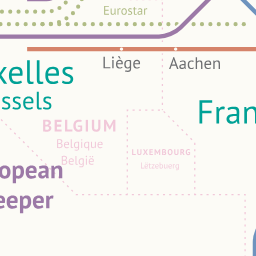 Eurostar
Liège
Aachen
xelles
ssels
Fran
BELGIUM
Belgique
België
LUXEMBOURG
Lëtzebuerg
opean
eeper